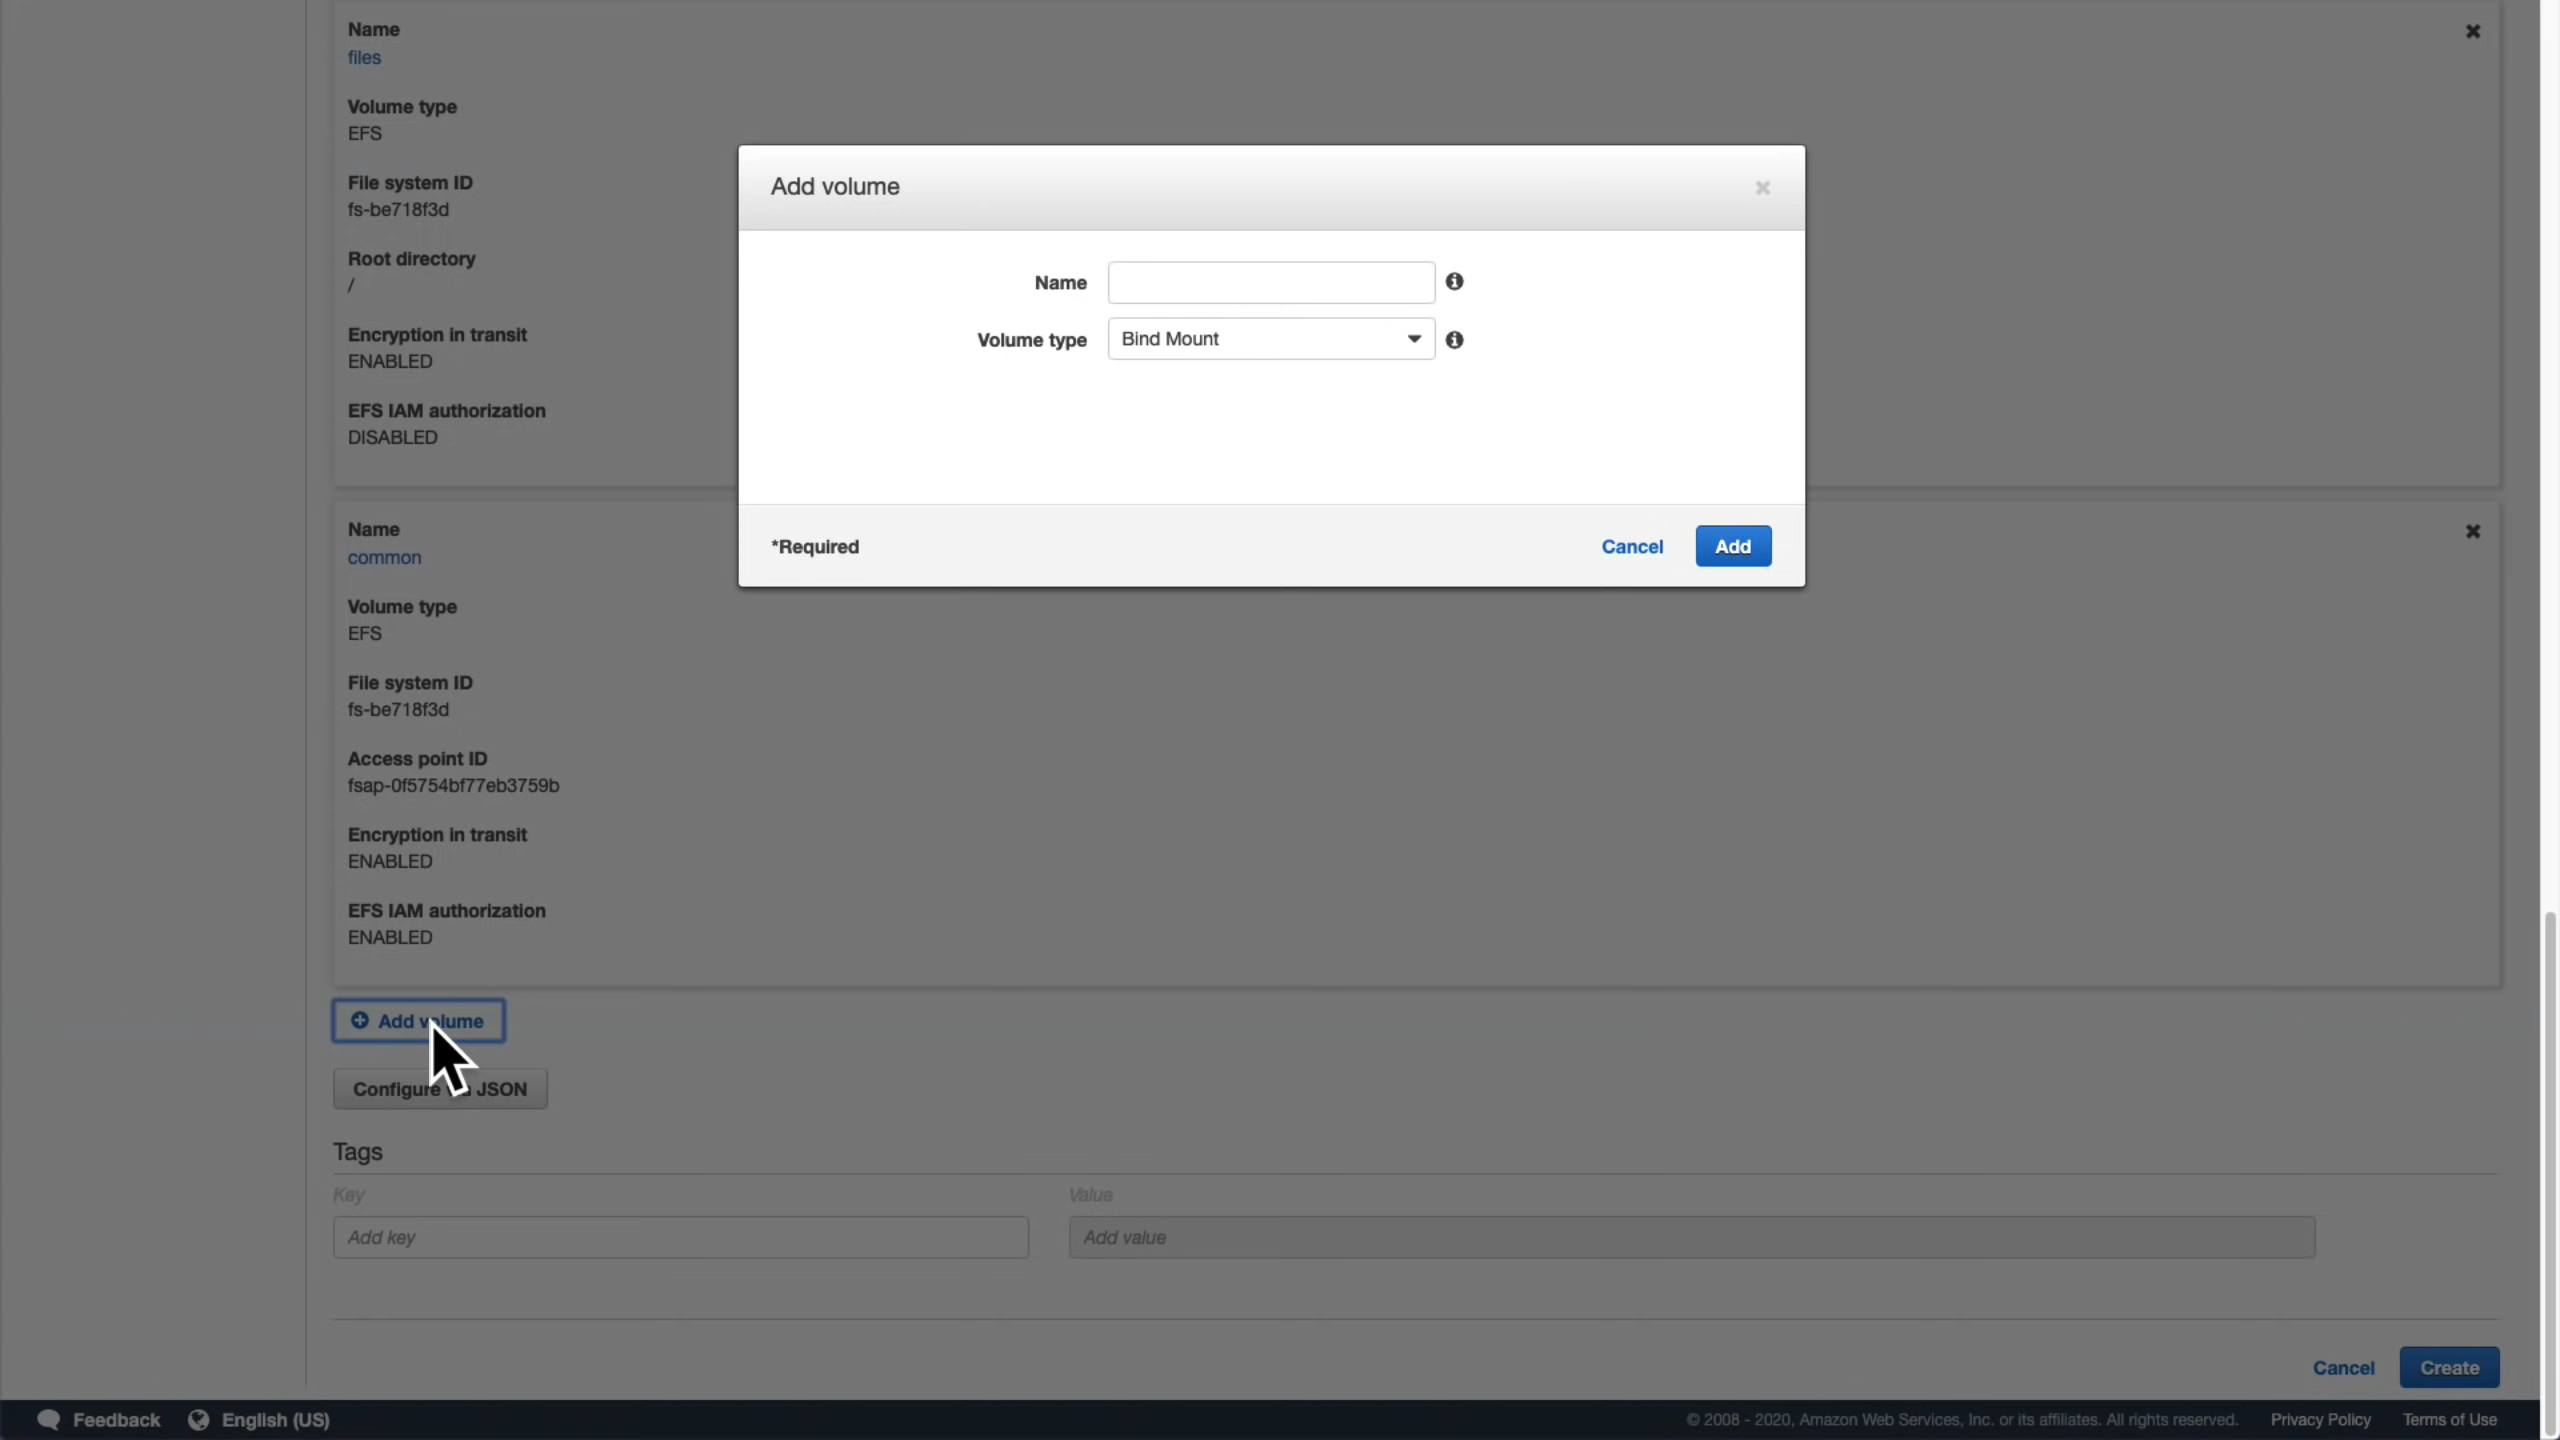 Name
files
Volume type
EFS
File system ID
fs-be718f3d
Root directory
/
Encryption in transit
ENABLED
EFS IAM authorization
DISABLED
Add volume
Name
Volume type
Bind Mount
*Required
Cancel
Add
Name
common
Volume type
EFS
File system ID
fs-be718f3d
Access point ID
fsap-0f5754bf77eb3759b
Encryption in transit
ENABLED
EFS IAM authorization
ENABLED
Add volume
Configure via JSON
Tags
Key Value
Add key Add value
Cancel Create
Feedback English (US) © 2008 - 2020, Amazon Web Services, Inc. or its affiliates. All rights reserved. Privacy Policy Terms of Use